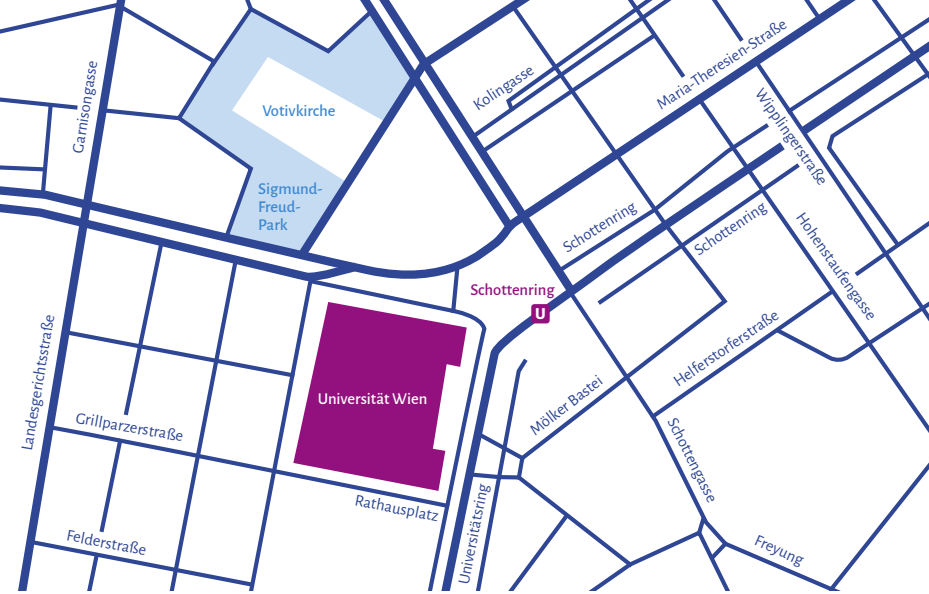 Garnisongasse
Votivkirche
Kolingasse
Maria-Theresien-Straße
Wipplingerstraße
Sigmund-
Freud-
Park
Schottenring
Schottenring
Hohenstaufengasse
Schottenring
U
Landesgerichtsstraße
Helferstorferstraße
Universität Wien
Mölker Bastei
Grillparzerstraße
Schottengasse
Rathausplatz
Universitätsring
Felderstraße
Freyung